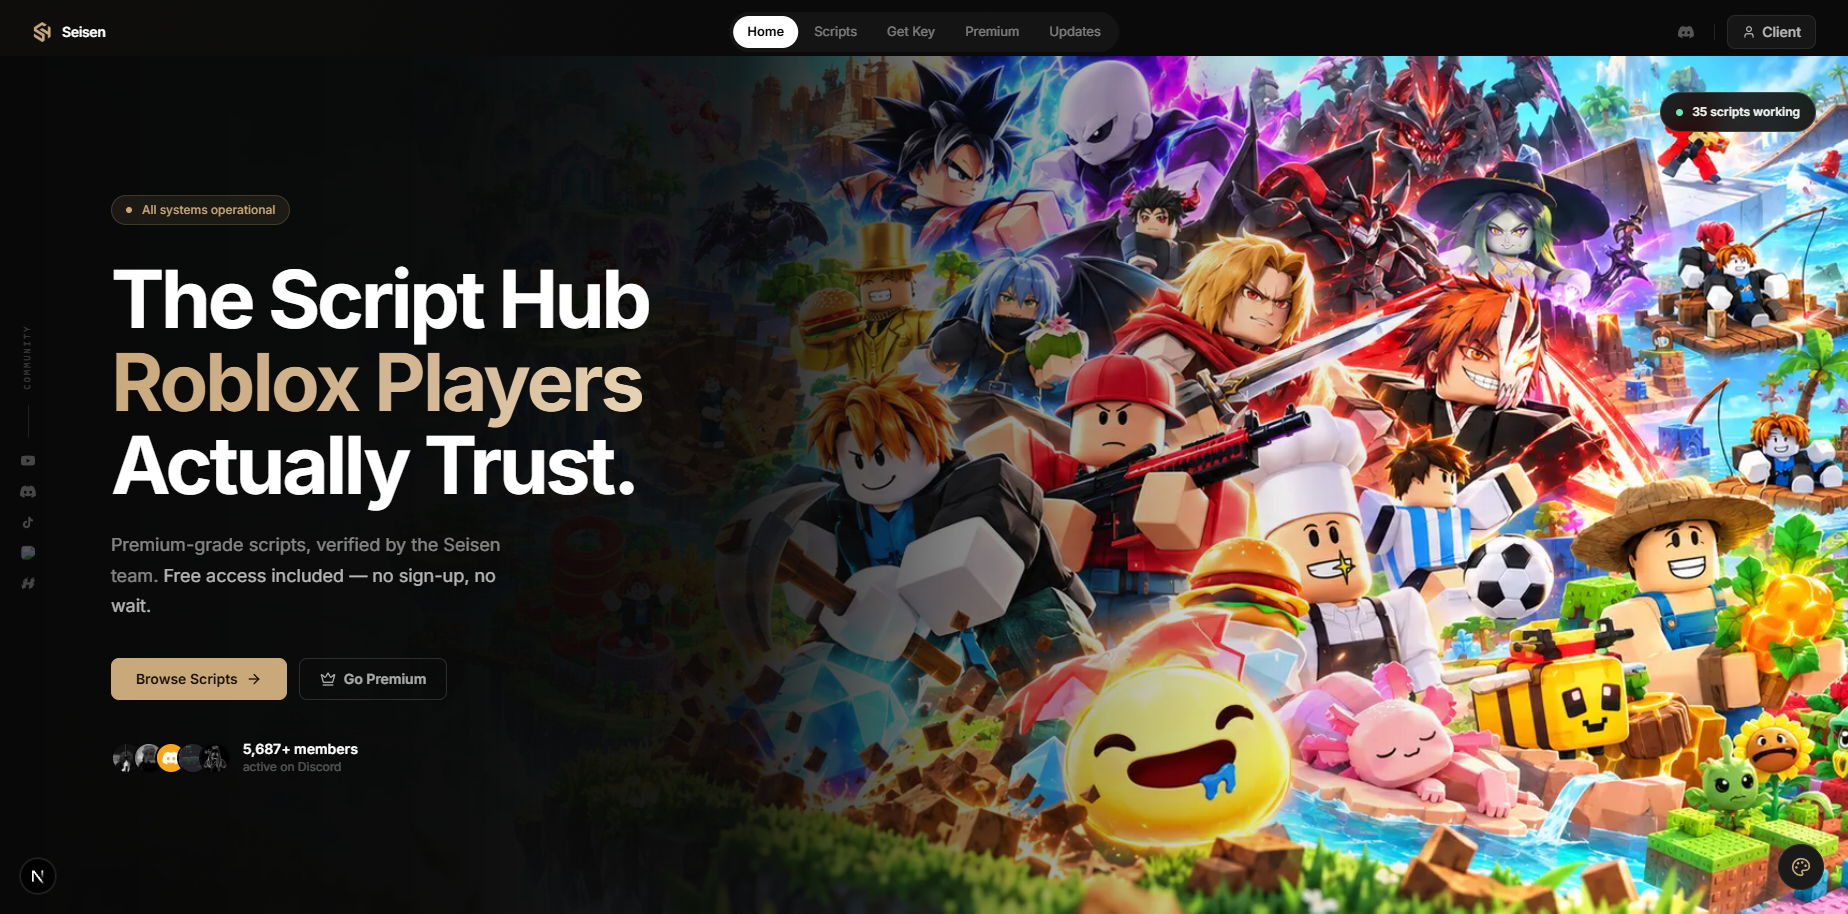 Seisen
Home
Scripts
Get Key
Premium
Updates
Client
35 scripts working
All systems operational
The Script Hub
Roblox Players
Actually Trust.
COMMUNITY
Premium-grade scripts, verified by the Seisen
team. Free access included — no sign-up, no
wait.
Browse Scripts
Go Premium
5,687+ members
active on Discord
N